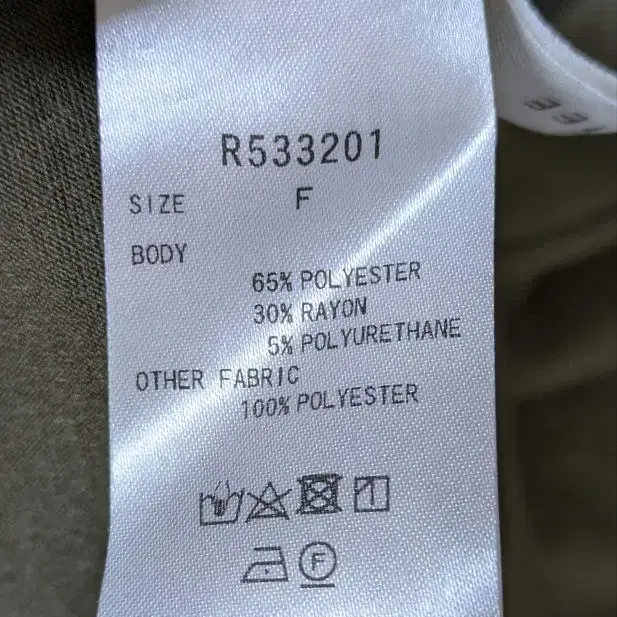 R533201
SIZE F
BODY
65% POLYESTER
30% RAYON
5% POLYURETHANE
OTHER FABRIC
100% POLYESTER
F